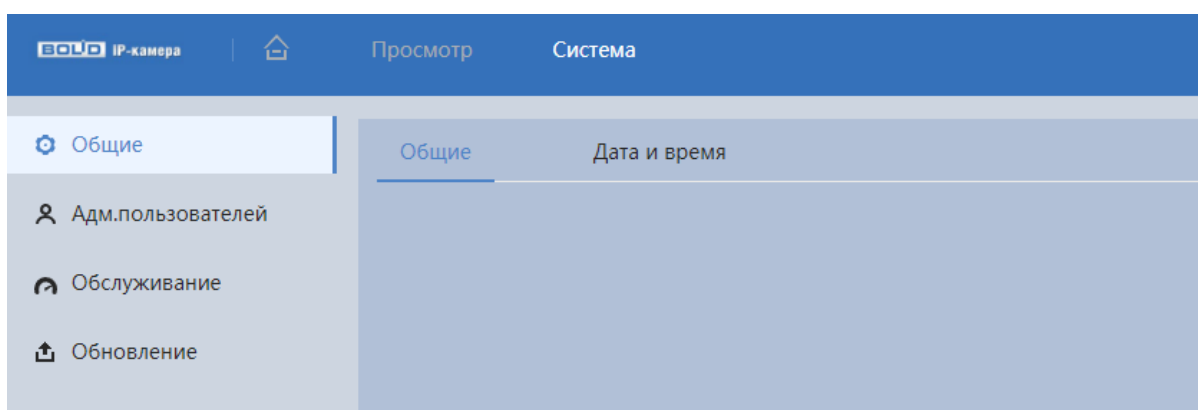 BOLID IP-камера Просмотр Система
Общие
Адм.пользователей
Обслуживание
Обновление
Общие Дата и время